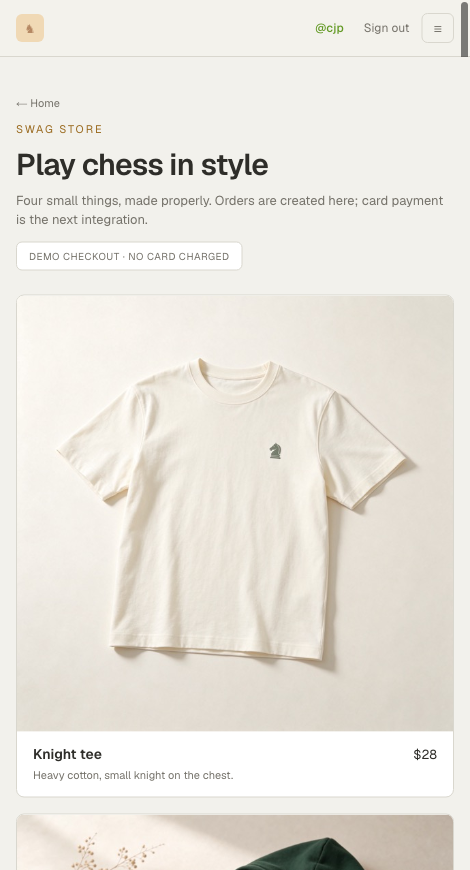 @cjp Sign out
← Home
SWAG STORE
Play chess in style
Four small things, made properly. Orders are created here; card payment
is the next integration.
DEMO CHECKOUT · NO CARD CHARGED
Knight tee $28
Heavy cotton, small knight on the chest.